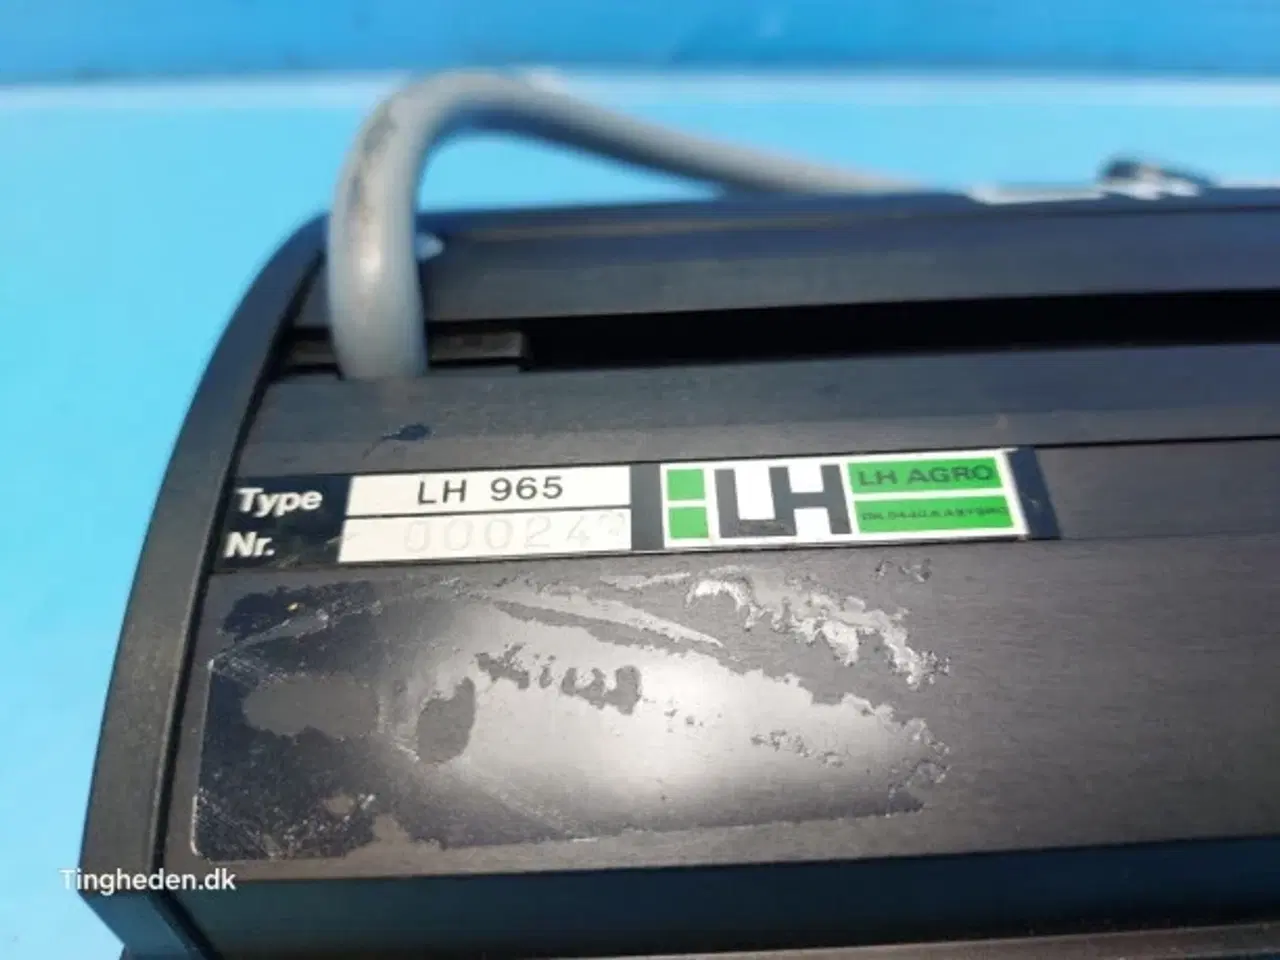 Type LH 965
Nr.
LH LH AGRO
Tingheden.dk